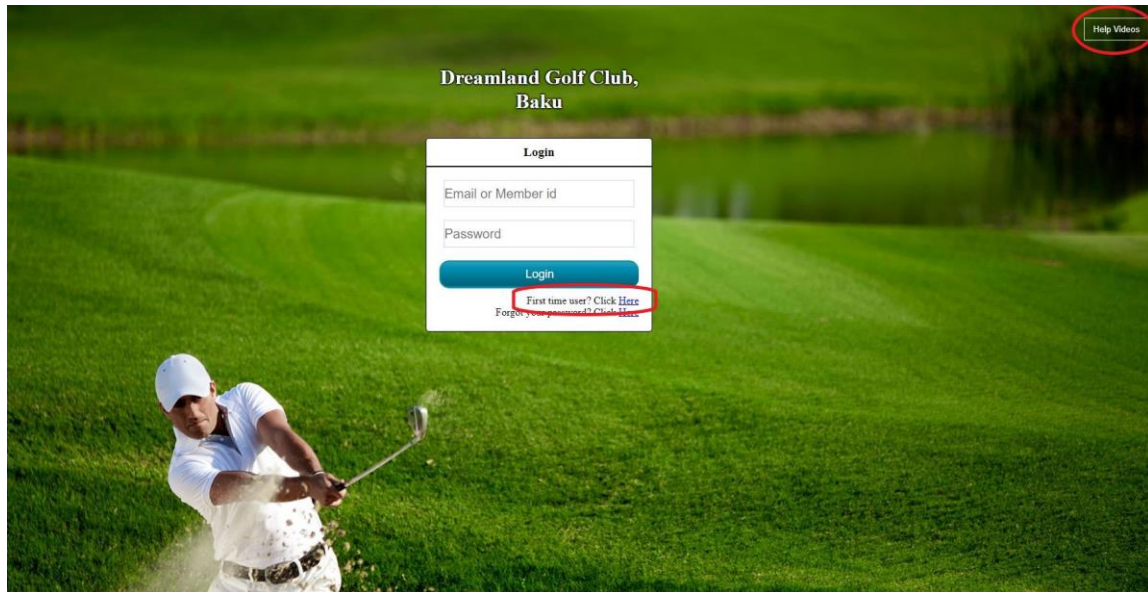 Help Videos
Dreamland Golf Club,
Baku
Login
Email or Member id
Password
Login
First time user? Click Here
Forgot your password? Click Here